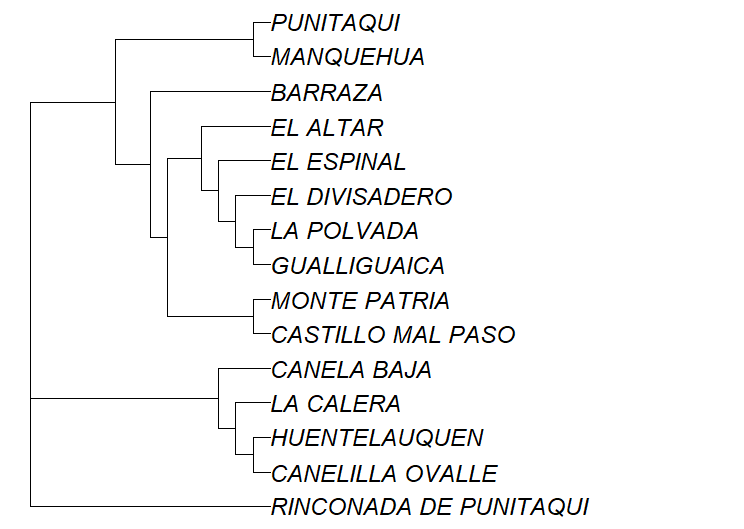 PUNITAQUI
MANQUEHUA
BARRAZA
EL ALTAR
EL ESPINAL
EL DIVISADERO
LA POLVADA
GUALLIGUAICA
MONTE PATRIA
CASTILLO MAL PASO
CANELA BAJA
LA CALERA
HUENTELAUQUEN
CANELILLA OVALLE
RINCONADA DE PUNITAQUI